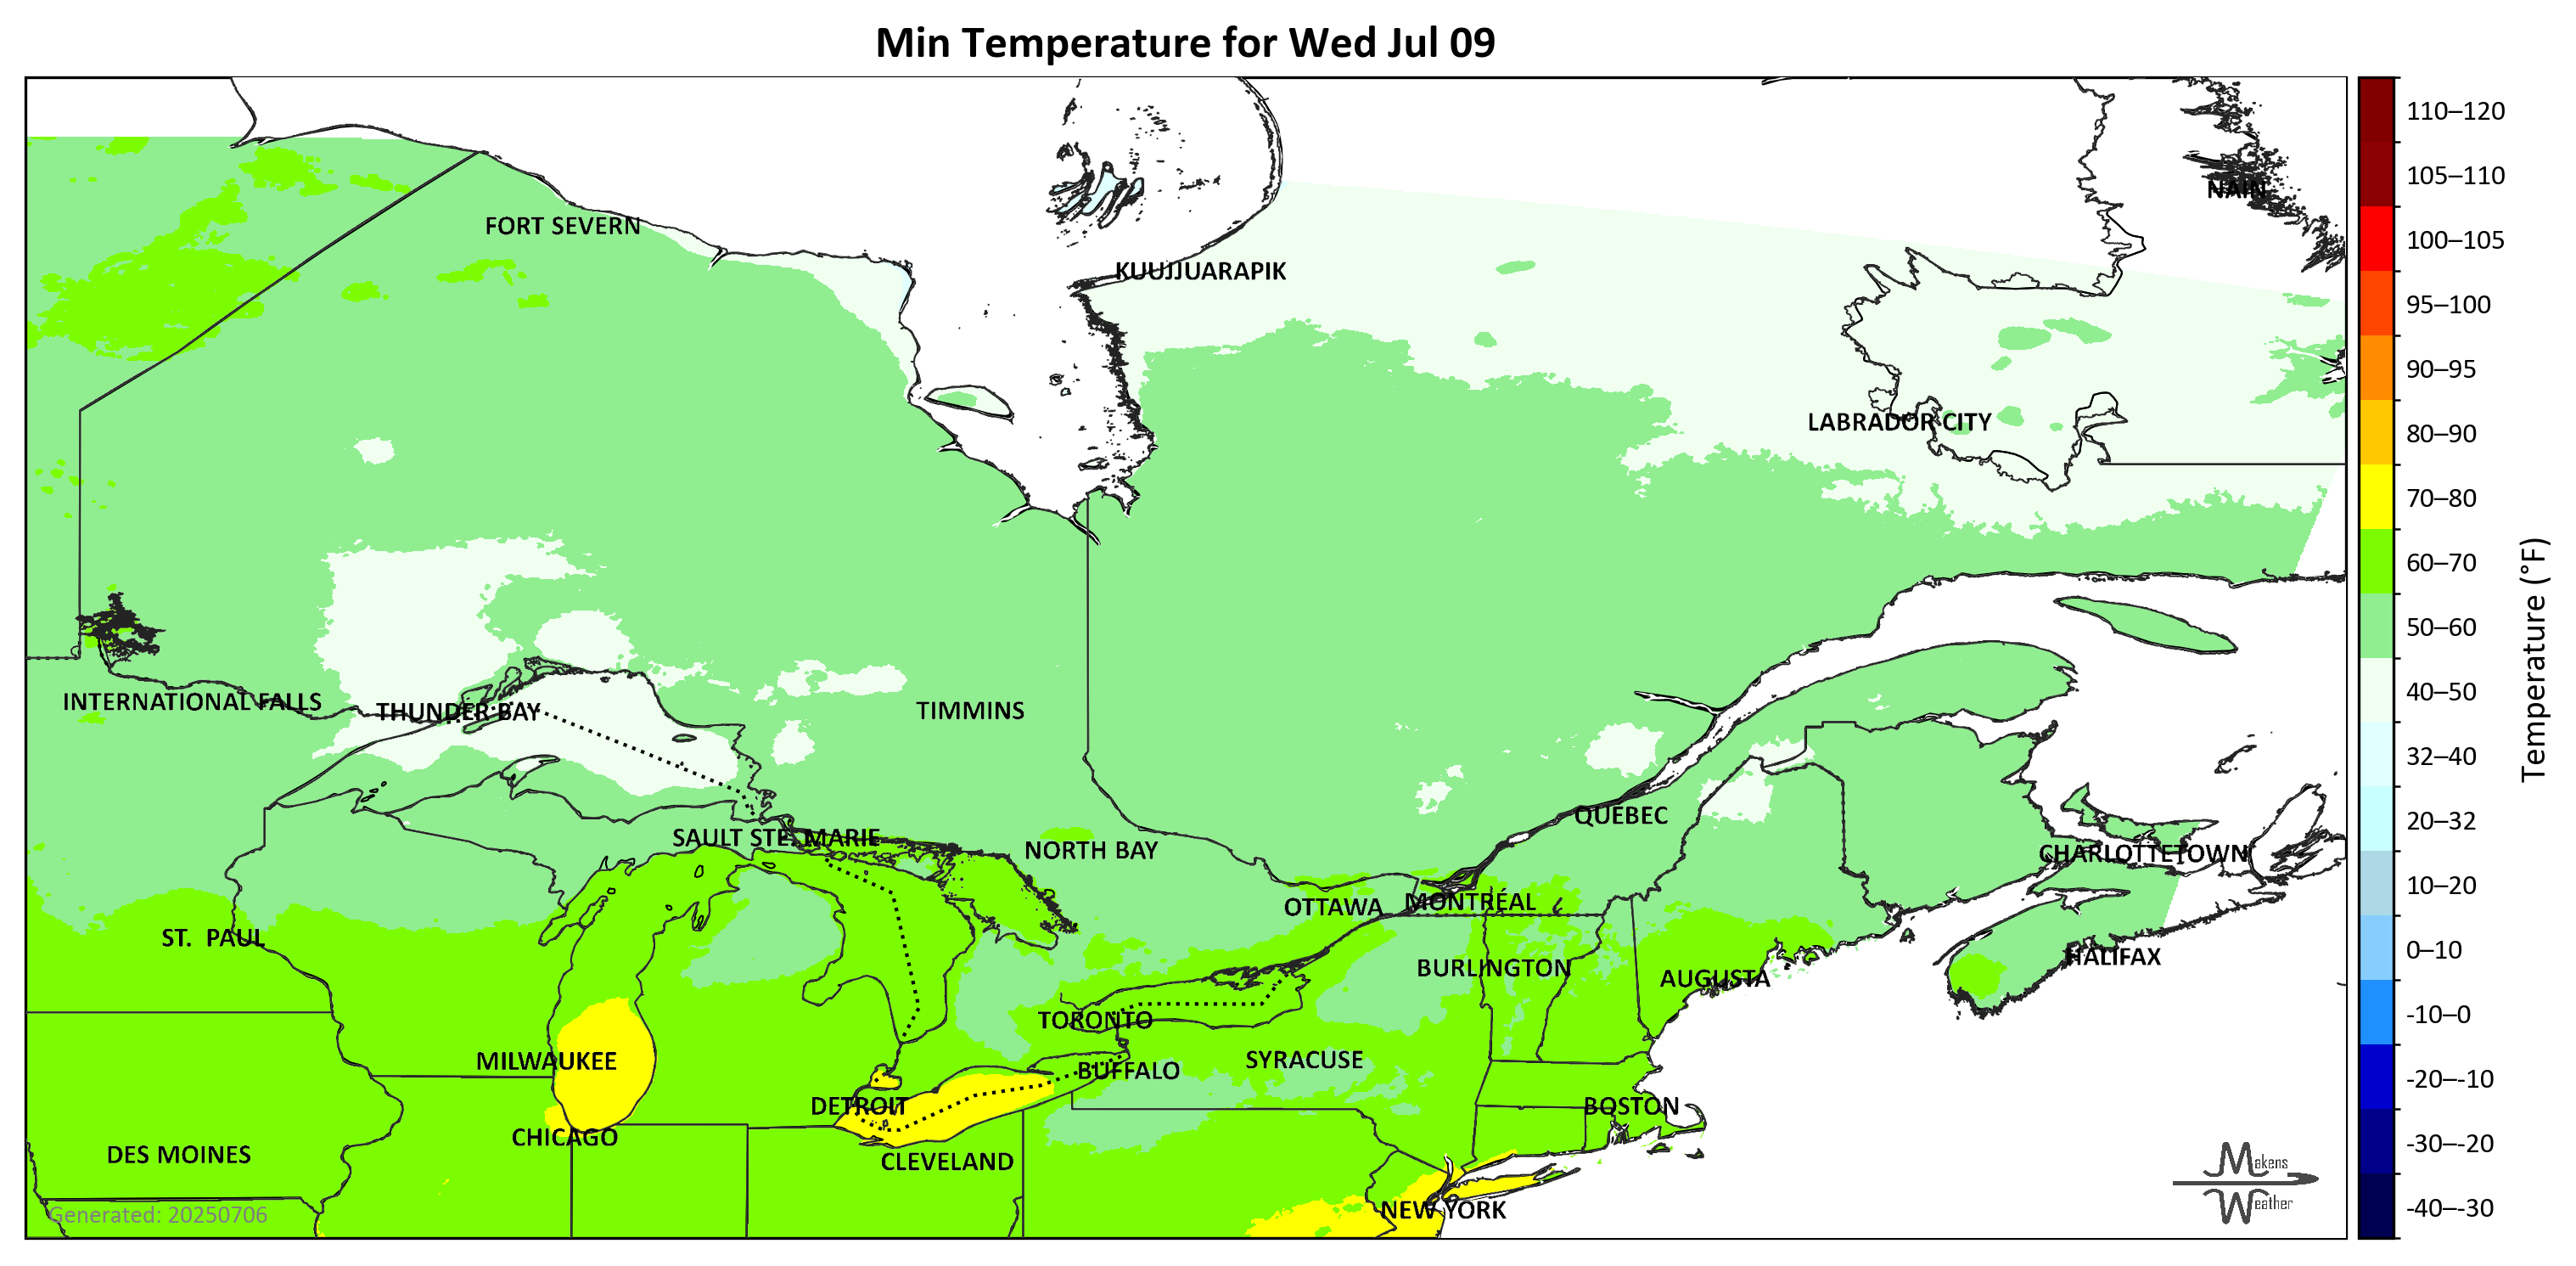 Min Temperature for Wed Jul 09
NAIN
FORT SEVERN
KUUJJUARAPIK
LABRADOR CITY
INTERNATIONAL FALLS
THUNDER BAY
TIMMINS
QUÉBEC
SAULT STE. MARIE
NORTH BAY
CHARLOTTETOWN
OTTAWA
MONTRÉAL
ST. PAUL
HALIFAX
BURLINGTON
AUGUSTA
TORONTO
MILWAUKEE
SYRACUSE
BUFFALO
DETROIT
BOSTON
CHICAGO
DES MOINES
CLEVELAND
NEW YORK
Generated: 20250706
Makens
Weather
110–120
105–110
100–105
95–100
90–95
80–90
70–80
60–70
50–60
40–50
32–40
20–32
10–20
0–10
-10–0
-20–-10
-30–-20
-40–-30
Temperature (°F)